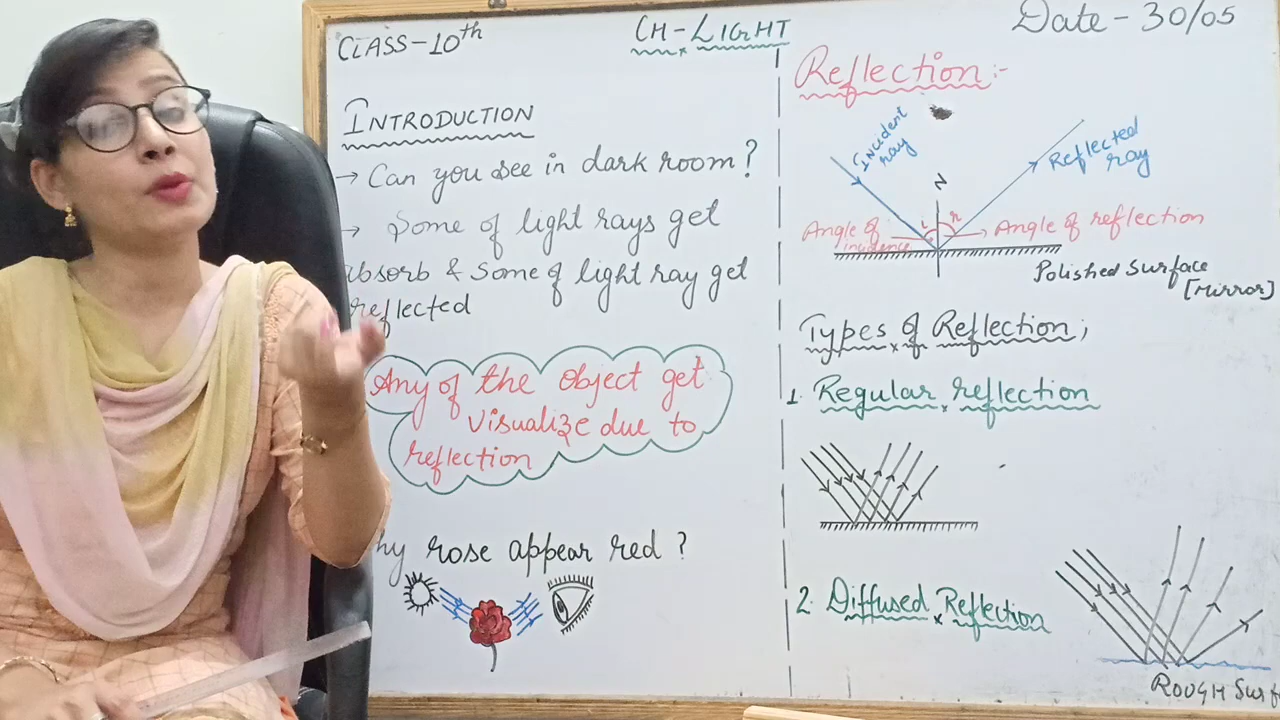 CLASS-10th
CH-LIGHT
Date-30/05
INTRODUCTION
→ Can you see in dark room?
→ Some of light rays get
absorb & Some of light ray get
reflected
Any of the object get
visualize due to
reflection
hy rose appear red ?
Reflection:-
Incident
ray
Reflected
ray
N
i
r
Angle of
incidence
Angle of reflection
Polished Surface
[Mirror]
Types of Reflection;
1. Regular reflection
2. Diffused Reflection
ROUGH Surf